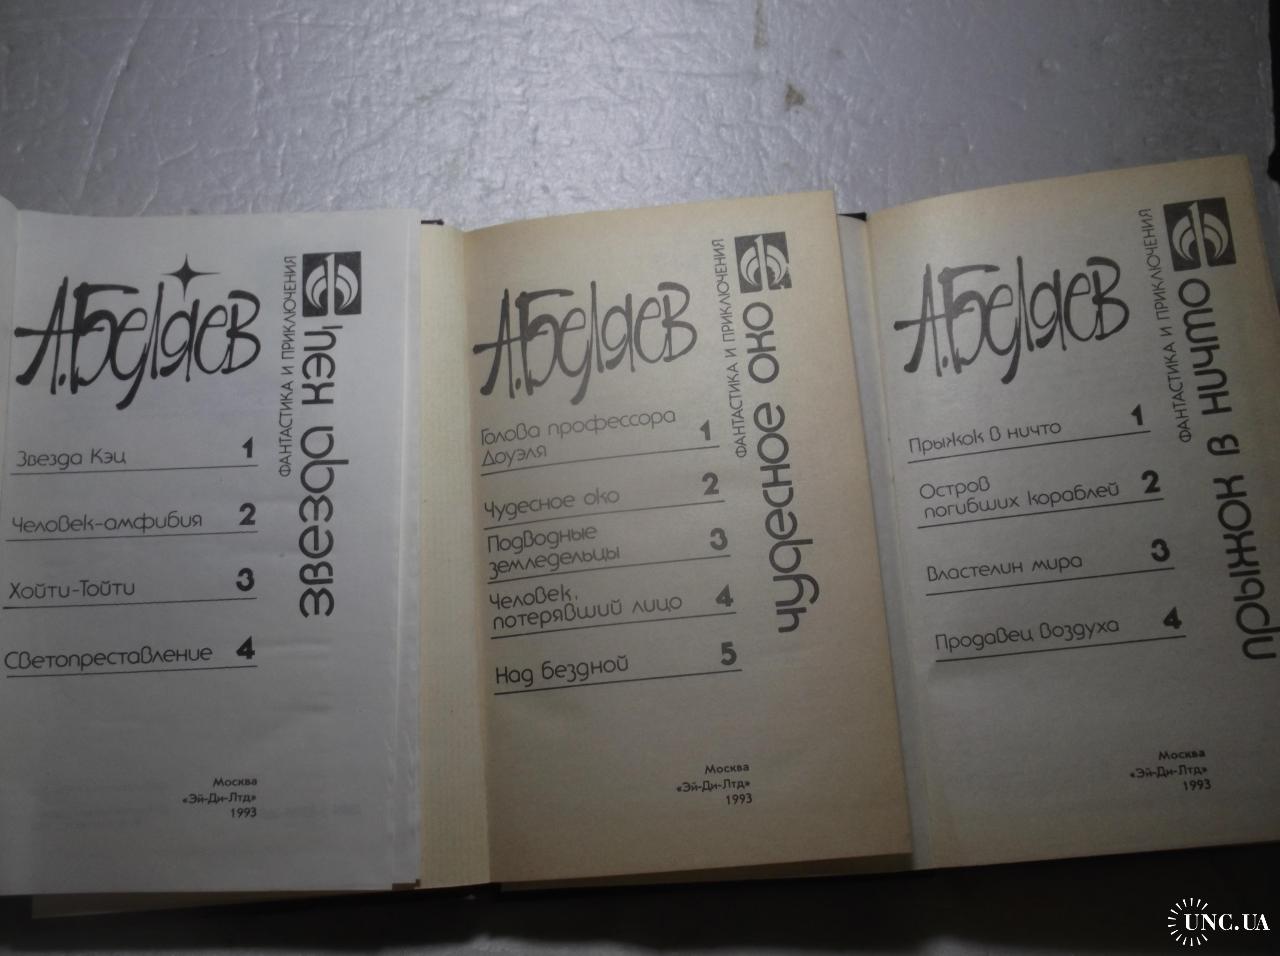 А.Беляев
Звезда Кэц 1
Человек-амфибия 2
Хойти-Тойти 3
Светопреставление 4
ФАНТАСТИКА И ПРИКЛЮЧЕНИЯ
звезда кэц
Москва
«Эй-Ди-Лтд»
1993
А.Беляев
Голова профессора
Доуэля 1
Чудесное око 2
Подводные
земледельцы 3
Человек,
потерявший лицо 4
Над бездной 5
ФАНТАСТИКА И ПРИКЛЮЧЕНИЯ
чудесное око
Москва
«Эй-Ди-Лтд»
1993
А.Беляев
Прыжок в ничто 1
Остров
погибших кораблей 2
Властелин мира 3
Продавец воздуха 4
ФАНТАСТИКА И ПРИКЛЮЧЕНИЯ
прыжок в ничто
Москва
«Эй-Ди-Лтд»
1993
UNC.UA